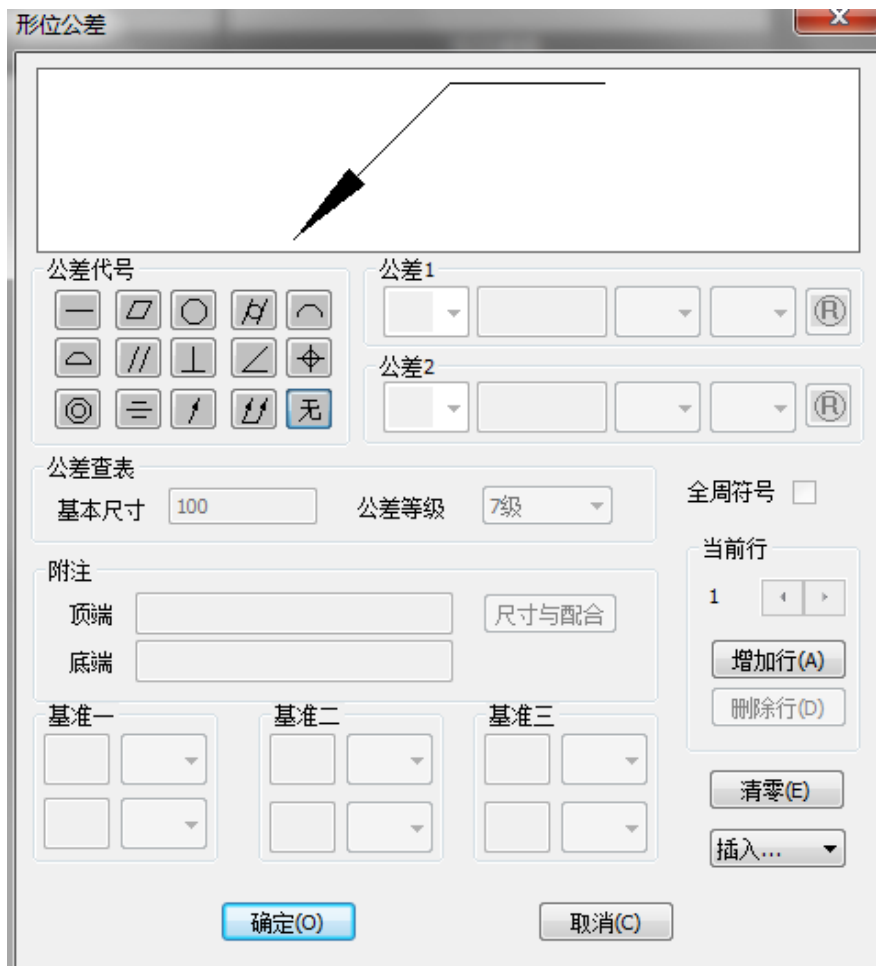 形位公差
X
公差代号
无
公差1
R
公差2
R
公差查表
基本尺寸 100 公差等级 7级
全周符号
附注
顶端 尺寸与配合
底端
当前行
1
增加行(A)
删除行(D)
基准一 基准二 基准三
清零(E)
插入...
确定(O) 取消(C)